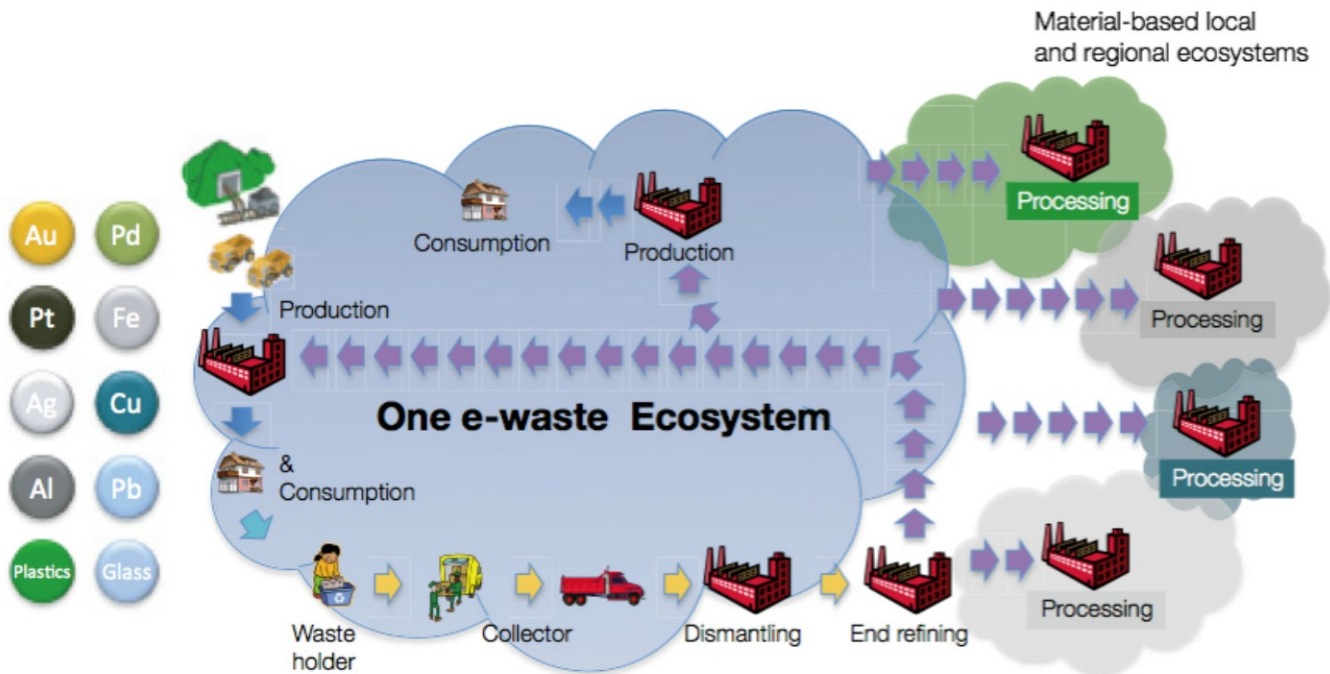 Material-based local
and regional ecosystems
Processing
Consumption
Production
Au
Pd
Processing
Pt
Fe
Production
Ag
Cu
One e-waste Ecosystem
&
Consumption
Processing
Al
Pb
Plastics
Glass
Processing
Waste
holder
Collector
Dismantling
End refining